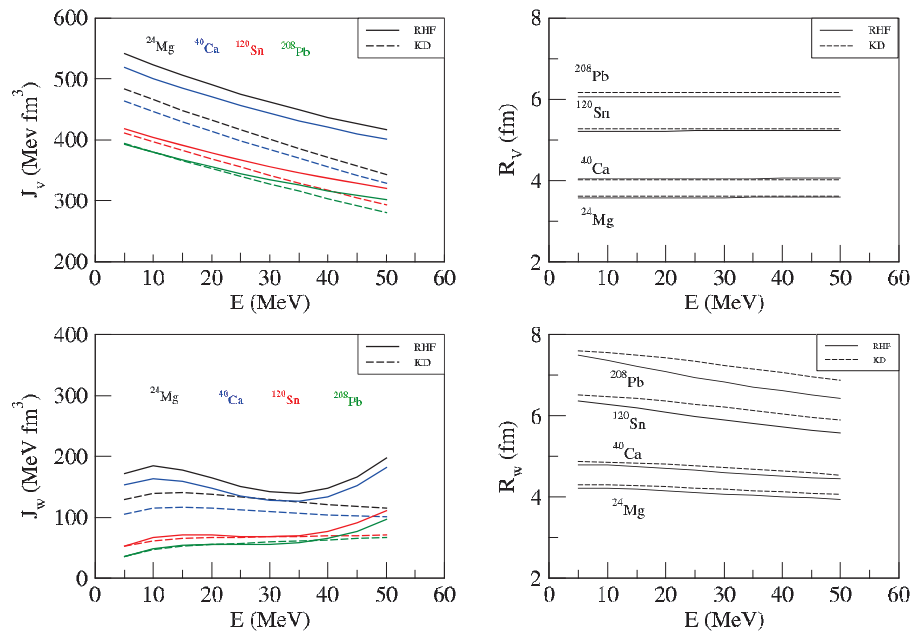 600
500
400
300
200
J_v (Mev fm^3)
^24Mg ^40Ca ^120Sn ^208Pb
RHF
KD
0 10 20 30 40 50 60
E (MeV)
8
6
4
2
R_V (fm)
RHF
KD
^208Pb
^120Sn
^40Ca
^24Mg
0 10 20 30 40 50 60
E (MeV)
400
300
200
100
0
J_w (MeV fm^3)
RHF
KD
^24Mg ^40Ca ^120Sn ^208Pb
0 10 20 30 40 50 60
E (MeV)
8
6
4
2
R_w (fm)
RHF
KD
^208Pb
^120Sn
^40Ca
^24Mg
0 10 20 30 40 50 60
E (MeV)